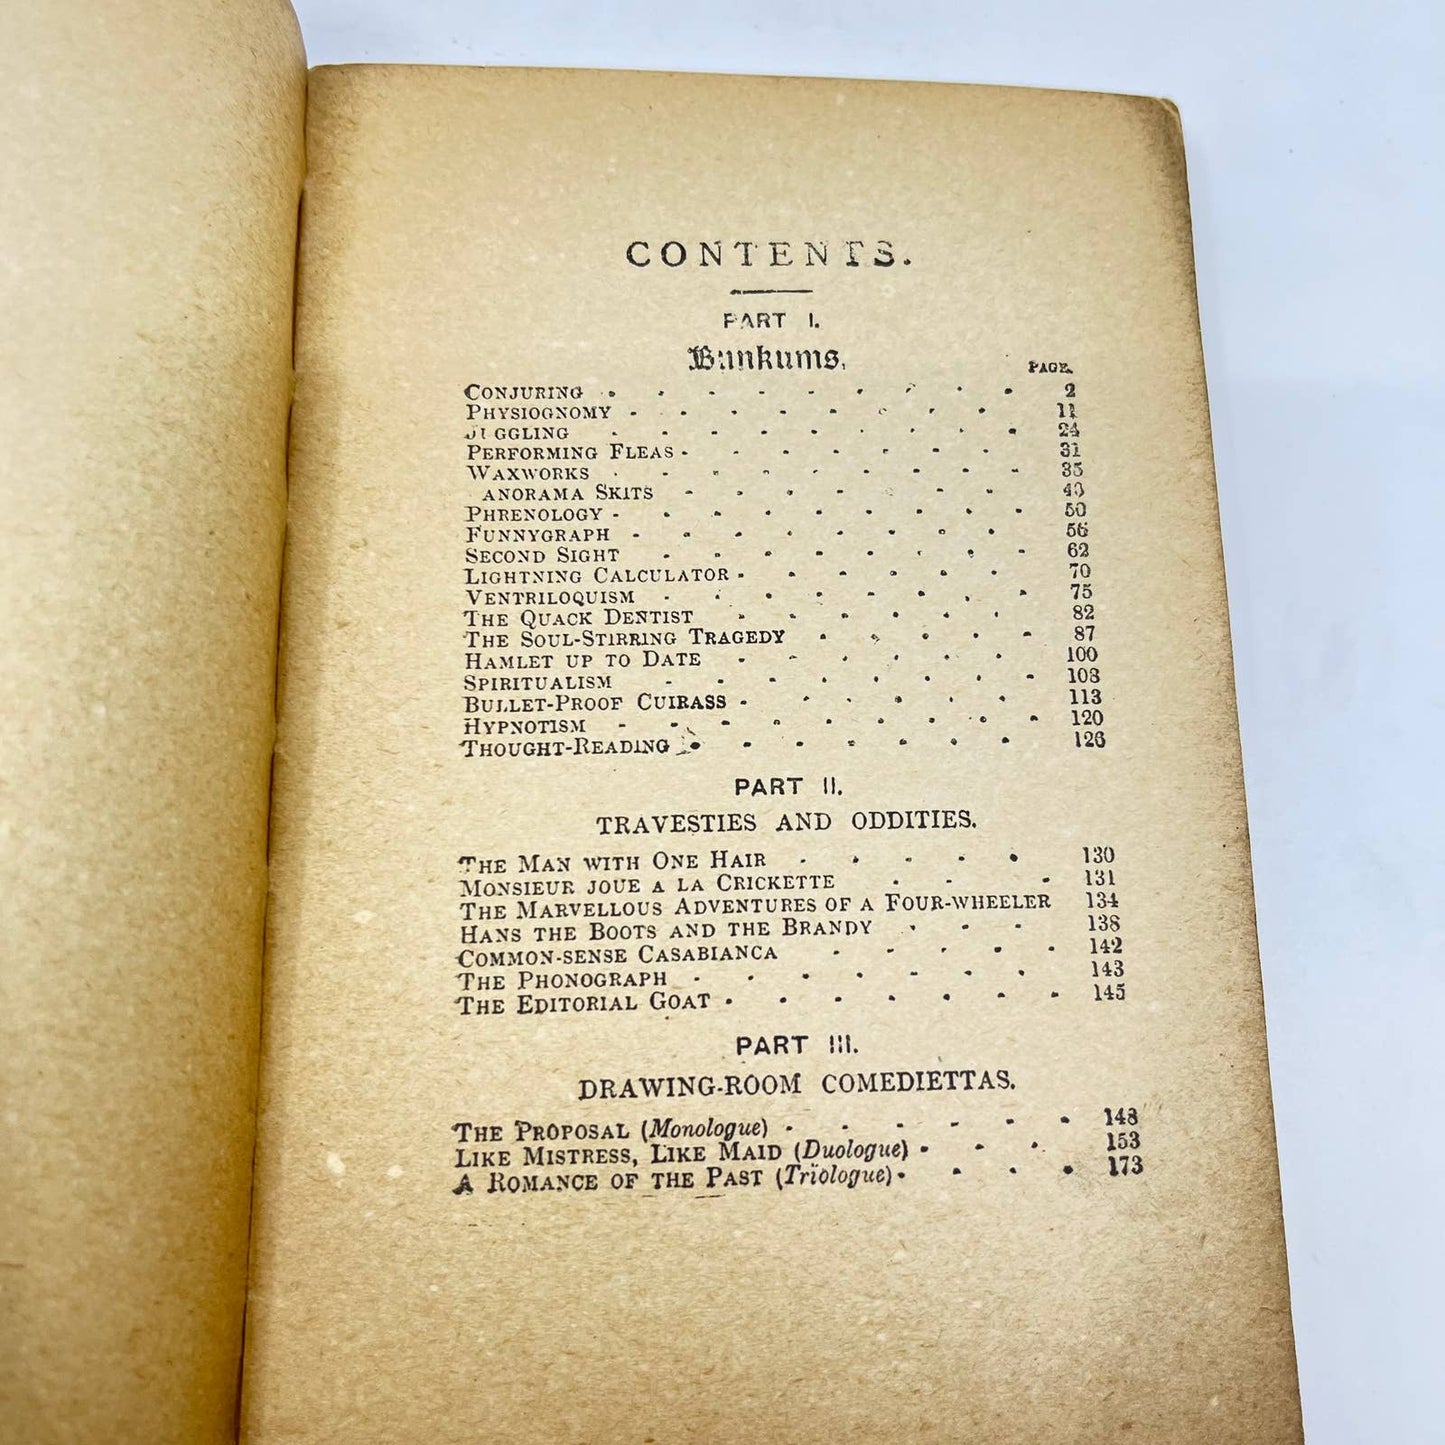 CONTENTS.
PART I.
Bunkums.
PAGE.
CONJURING - - - - - - - - - 2
PHYSIOGNOMY - - - - - - - - 11
JUGGLING - - - - - - - - - 24
PERFORMING FLEAS - - - - - - - 31
WAXWORKS - - - - - - - - - 35
ANORAMA SKITS - - - - - - - 43
PHRENOLOGY - - - - - - - - - 50
FUNNYGRAPH - - - - - - - - 56
SECOND SIGHT - - - - - - - - 62
LIGHTNING CALCULATOR - - - - - - 70
VENTRILOQUISM - - - - - - - - 75
THE QUACK DENTIST - - - - - - 82
THE SOUL-STIRRING TRAGEDY - - - - - 87
HAMLET UP TO DATE - - - - - - 100
SPIRITUALISM - - - - - - - - 108
BULLET-PROOF CUIRASS - - - - - - 113
HYPNOTISM - - - - - - - - - 120
THOUGHT-READING - - - - - - - 126
PART II.
TRAVESTIES AND ODDITIES.
THE MAN WITH ONE HAIR - - - - - 130
MONSIEUR JOUE A LA CRICKETTE - - - 131
THE MARVELLOUS ADVENTURES OF A FOUR-WHEELER 134
HANS THE BOOTS AND THE BRANDY - - - 138
COMMON-SENSE CASABIANCA - - - - - 142
THE PHONOGRAPH - - - - - - - 143
THE EDITORIAL GOAT - - - - - - - 145
PART III.
DRAWING-ROOM COMEDIETTAS.
THE PROPOSAL (Monologue) - - - - - - 148
LIKE MISTRESS, LIKE MAID (Duologue) - - - 153
A ROMANCE OF THE PAST (Triologue) - - - - 173